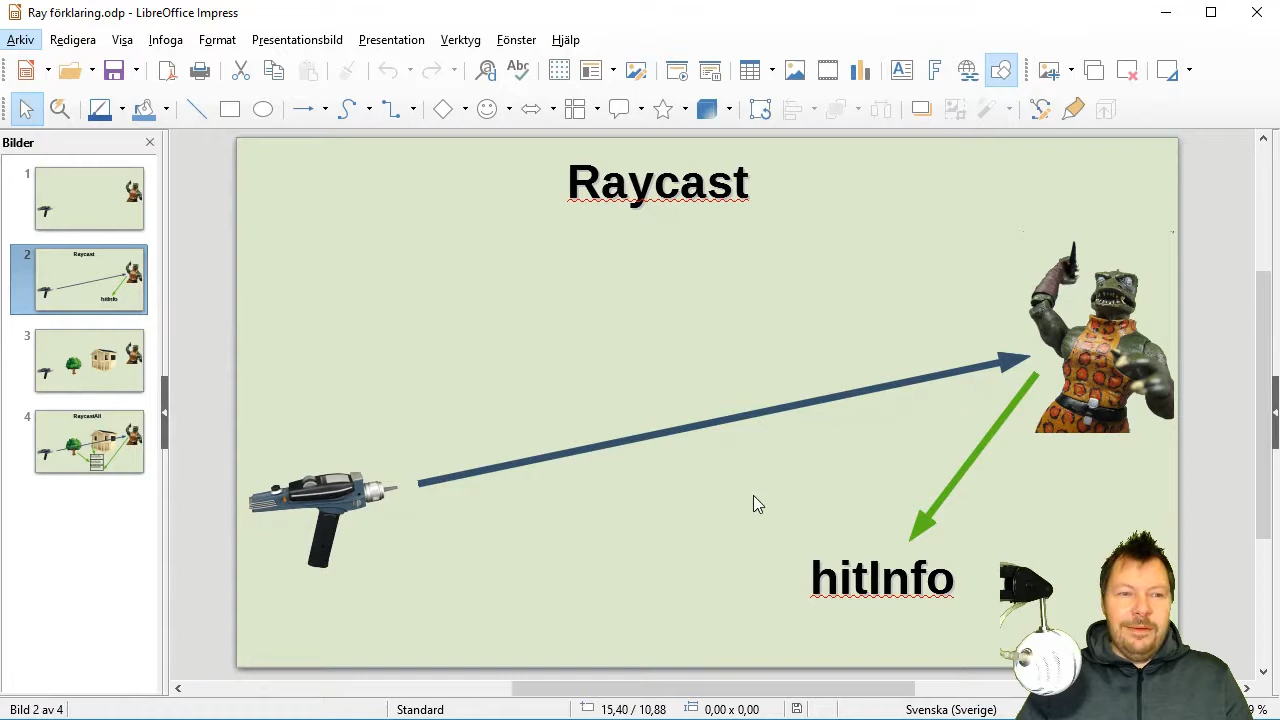 Ray förklaring.odp - LibreOffice Impress
Arkiv Redigera Visa Infoga Format Presentationsbild Presentation Verktyg Fönster Hjälp
Abc
Bilder
1
2
Raycast
hitInfo
3
4
RaycastAll
Raycast
hitInfo
Bild 2 av 4 Standard 15,40 / 10,88 0,00 x 0,00 Svenska (Sverige)